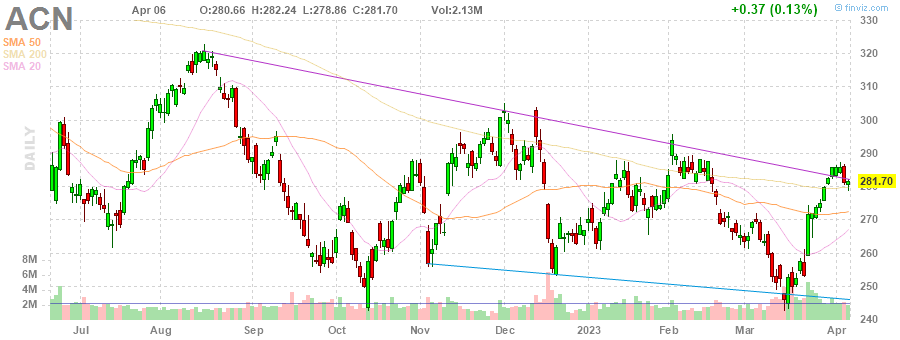 ACN
Apr 06 O:280.66 H:282.24 L:278.86 C:281.70 Vol:2.13M +0.37 (0.13%)
© finviz.com
SMA 50
SMA 200
SMA 20
DAILY
330
320
310
300
290
280
281.70
270
260
250
240
8M
6M
4M
2M
Jul Aug Sep Oct Nov Dec 2023 Feb Mar Apr